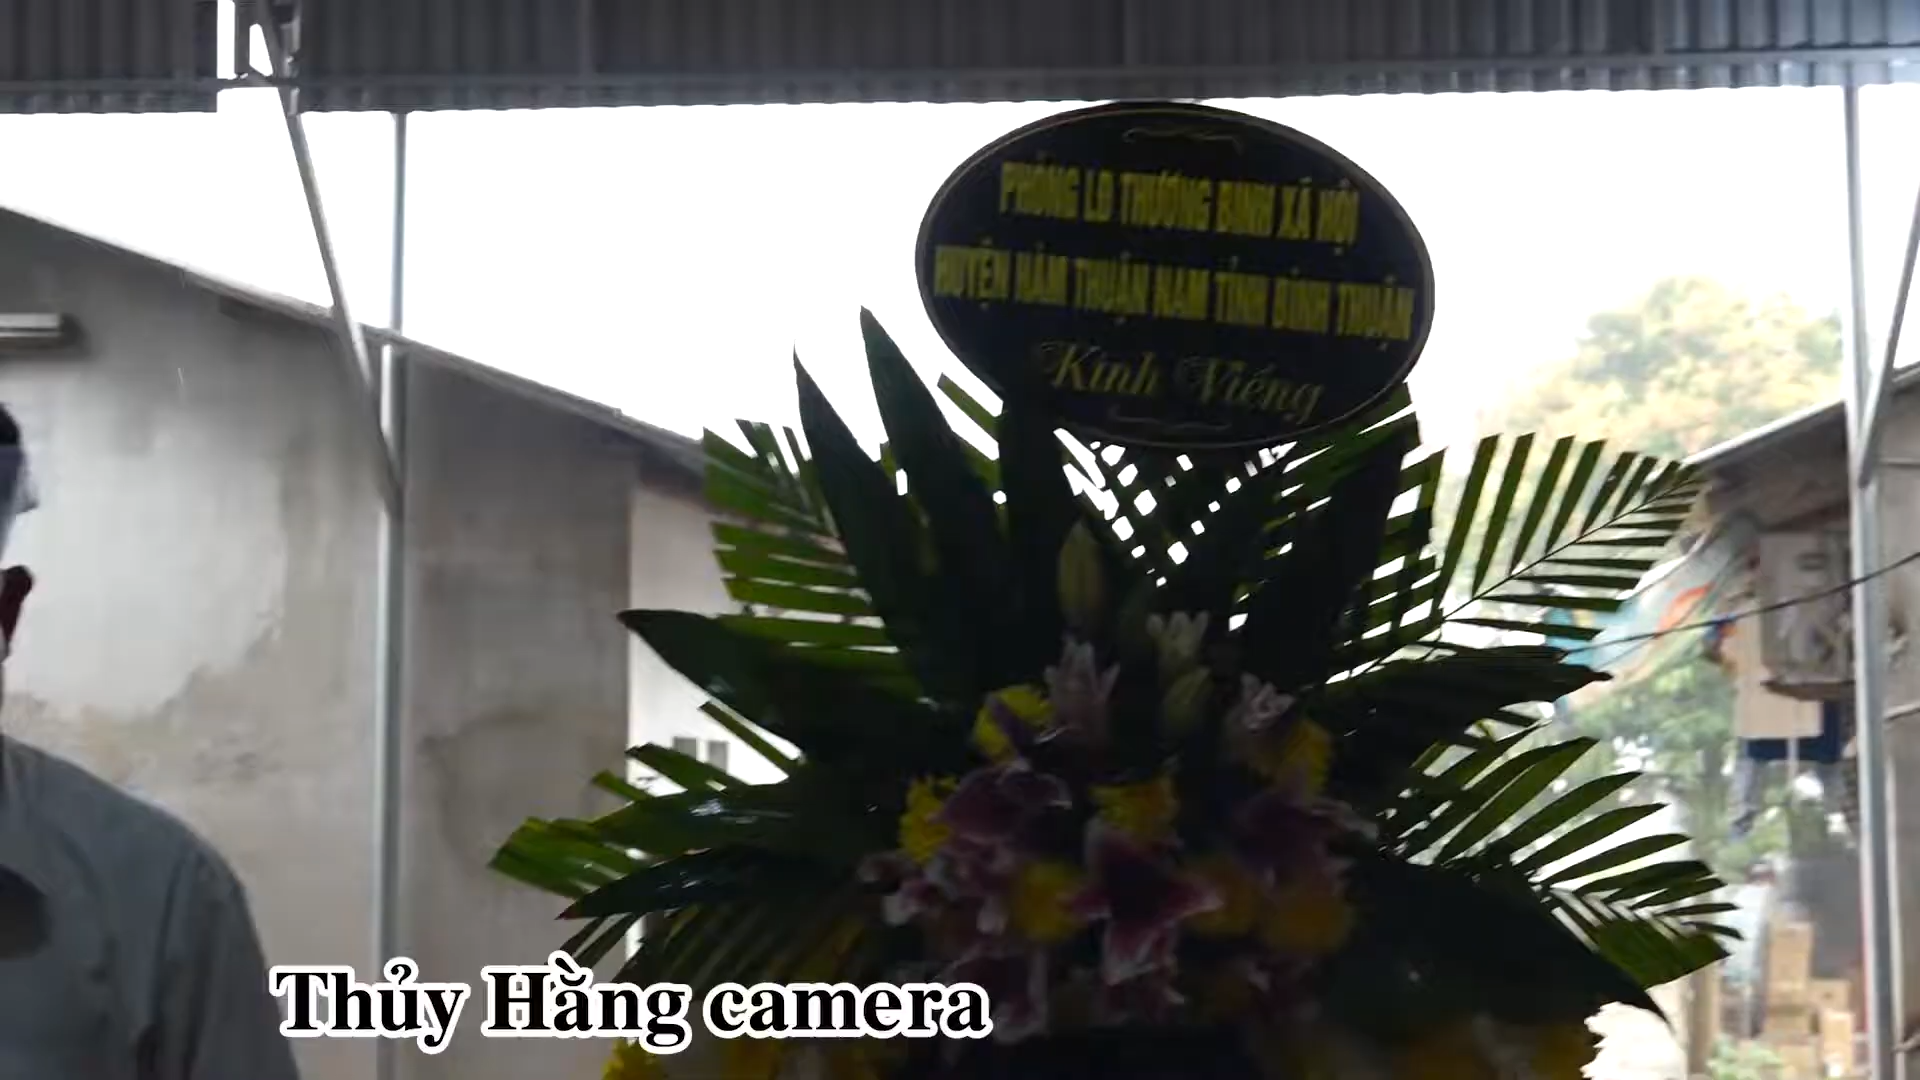 PHÒNG LĐ THƯƠNG BINH XÃ HỘI
HUYỆN HÀM THUẬN NAM TỈNH BÌNH THUẬN
Kính Viếng
Thủy Hằng camera